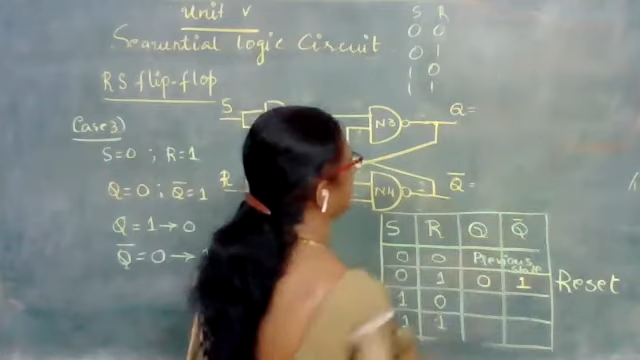 Unit V
Sequential logic Circuit
S R
0 0
0 1
1 0
1 1
RS flip-flop
S
N3
Q=
Case 3)
S=0 ; R=1
R
N4
Q̅=
Q=0 ; Q̅=1
Q=1→0
Q̅=0→
S R Q Q̅
0 0 Previous state
0 1 0 1 Reset
1 0
1 1